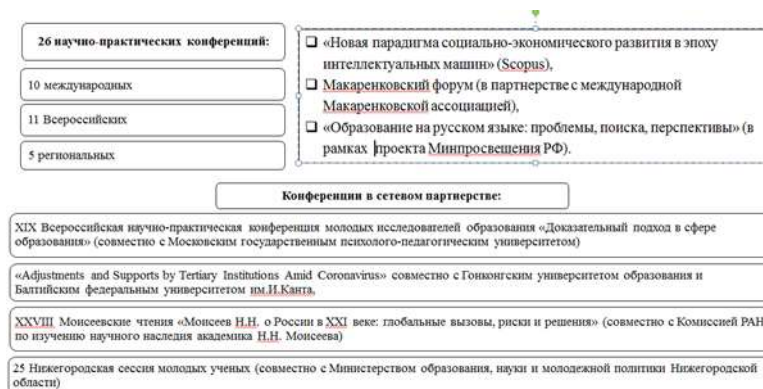 26 научно-практических конференций:
10 международных
11 Всероссийских
5 региональных
«Новая парадигма социально-экономического развития в эпоху
интеллектуальных машин» (Scopus),
Макаренковский форум (в партнерстве с международной
Макаренковской ассоциацией),
«Образование на русском языке: проблемы, поиска, перспективы» (в
рамках проекта Минпросвещения РФ).
Конференции в сетевом партнерстве:
XIX Всероссийская научно-практическая конференция молодых исследователей образования «Доказательный подход в сфере
образования» (совместно с Московским государственным психолого-педагогическим университетом)
«Adjustments and Supports by Tertiary Institutions Amid Coronavirus» совместно с Гонконгским университетом образования и
Балтийским федеральным университетом им.И.Канта,
XXVIII Моисеевские чтения «Моисеев Н.Н. о России в XXI веке: глобальные вызовы, риски и решения» (совместно с Комиссией РАН
по изучению научного наследия академика Н.Н. Моисеева)
25 Нижегородская сессия молодых ученых (совместно с Министерством образования, науки и молодежной политики Нижегородской
области)